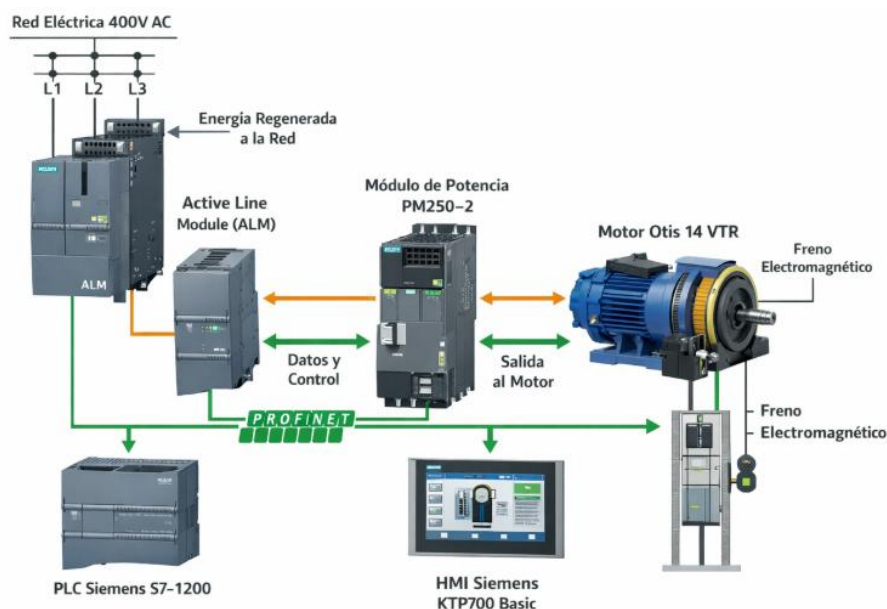 Red Eléctrica 400V AC
L1
L2
L3
Energia Regenerada
a la Red
ALM
Active Line
Module (ALM)
Módulo de Potencia
PM250-2
Motor Otis 14 VTR
Freno
Electromagnético
Datos y
Control
Salida
al Motor
PROFINET
Freno
Electromagnético
PLC Siemens S7-1200
HMI Siemens
KTP700 Basic